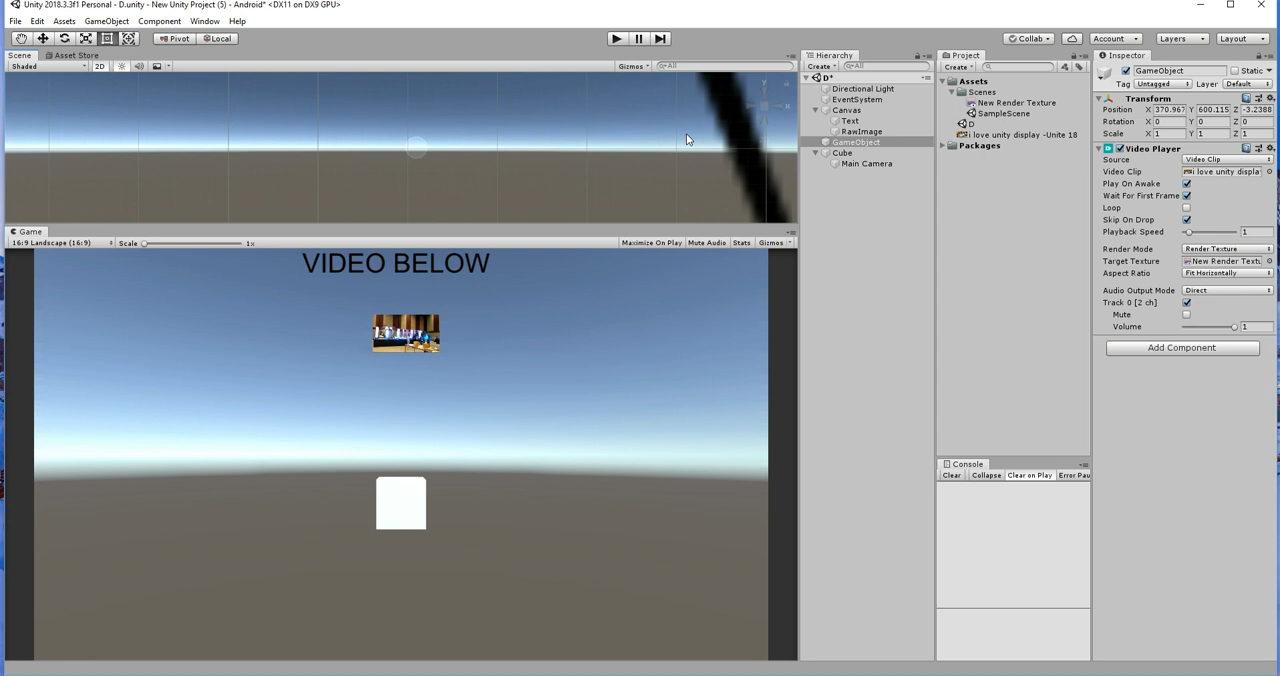 Unity 2018.3.3f1 Personal - D.unity - New Unity Project (5) - Android* <DX11 on DX9 GPU>
File Edit Assets GameObject Component Window Help
Pivot Local Collab Account Layers Layout
Scene Asset Store
Shaded 2D Gizmos All
Game
16:9 Landscape (16:9) Scale 1x Maximize On Play Mute Audio Stats Gizmos
VIDEO BELOW
Hierarchy
Create All
D*
Directional Light
EventSystem
Canvas
Text
RawImage
GameObject
Cube
Main Camera
Project
Create
Assets
Scenes
New Render Texture
SampleScene
D
i love unity display -Unite 18
Packages
Console
Clear Collapse Clear on Play Error Pau
Inspector
GameObject Static
Tag Untagged Layer Default
Transform
Position X 370.967 Y 600.115 Z -3.2388
Rotation X 0 Y 0 Z 0
Scale X 1 Y 1 Z 1
Video Player
Source Video Clip
Video Clip i love unity displa
Play On Awake
Wait For First Frame
Loop
Skip On Drop
Playback Speed 1
Render Mode Render Texture
Target Texture New Render Textu
Aspect Ratio Fit Horizontally
Audio Output Mode Direct
Track 0 [2 ch]
Mute
Volume 1
Add Component